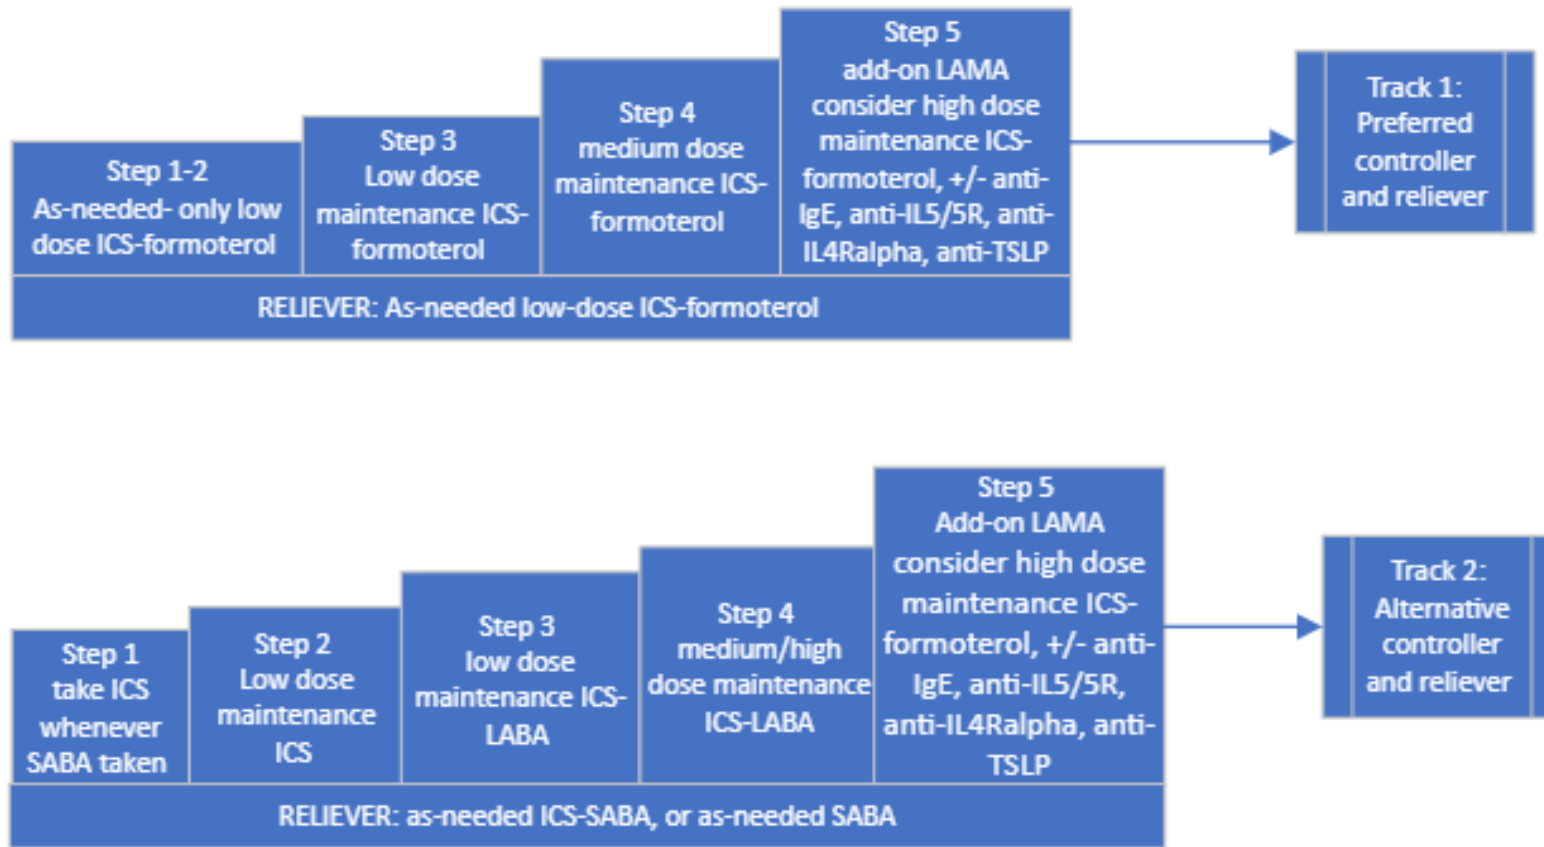 Step 1-2
As-needed- only low
dose ICS-formoterol
Step 3
Low dose
maintenance ICS-
formoterol
Step 4
medium dose
maintenance ICS-
formoterol
Step 5
add-on LAMA
consider high dose
maintenance ICS-
formoterol, +/- anti-
IgE, anti-IL5/5R, anti-
IL4Ralpha, anti-TSLP
RELIEVER: As-needed low-dose ICS-formoterol
Track 1:
Preferred
controller
and reliever
Step 1
take ICS
whenever
SABA taken
Step 2
Low dose
maintenance
ICS
Step 3
low dose
maintenance ICS-
LABA
Step 4
medium/high
dose maintenance
ICS-LABA
Step 5
Add-on LAMA
consider high dose
maintenance ICS-
formoterol, +/- anti-
IgE, anti-IL5/5R,
anti-IL4Ralpha, anti-
TSLP
RELIEVER: as-needed ICS-SABA, or as-needed SABA
Track 2:
Alternative
controller
and reliever